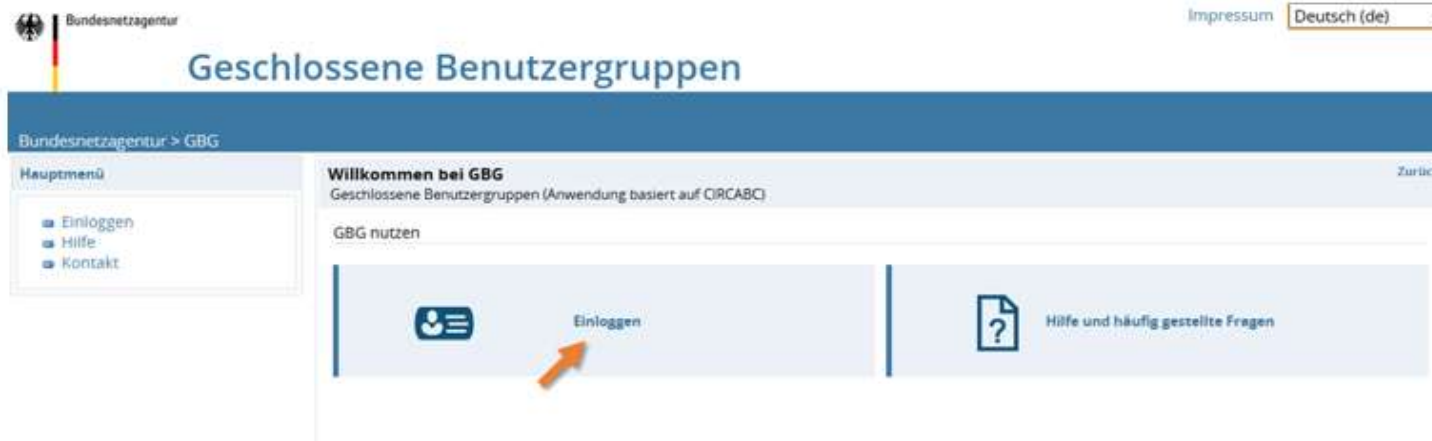 Bundesnetzagentur
Impressum Deutsch (de)
Geschlossene Benutzergruppen
Bundesnetzagentur > GBG
Hauptmenü
Einloggen
Hilfe
Kontakt
Willkommen bei GBG
Geschlossene Benutzergruppen (Anwendung basiert auf CIRCABC)
GBG nutzen
Einloggen
Hilfe und häufig gestellte Fragen